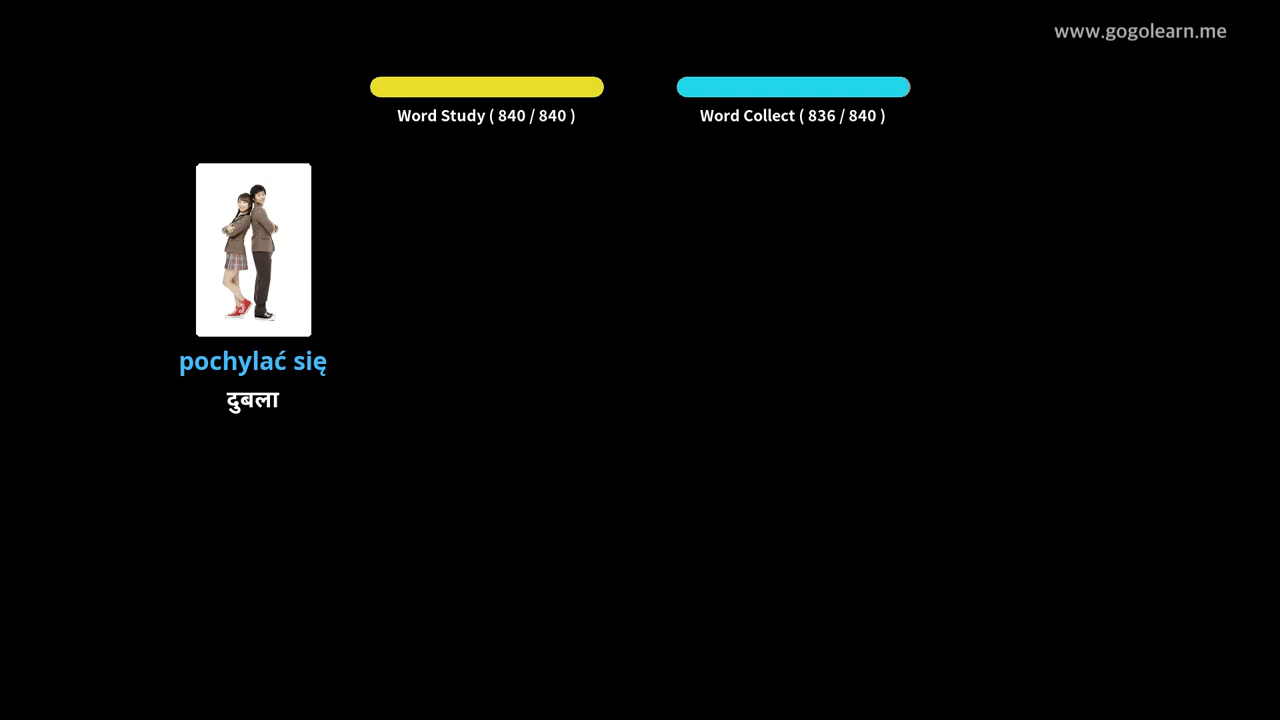 www.gogolearn.me
Word Study ( 840 / 840 )
Word Collect ( 836 / 840 )
pochylać się
दुबला